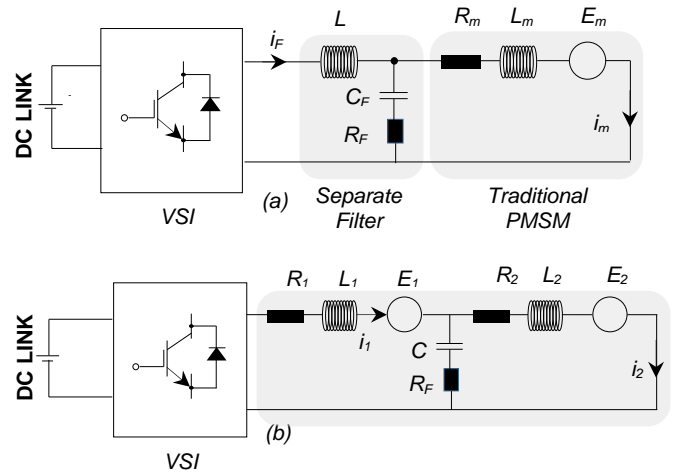 DC LINK
VSI
(a)
i_F
L
C_F
R_F
Separate
Filter
R_m
L_m
E_m
i_m
Traditional
PMSM
DC LINK
VSI
(b)
R_1
L_1
E_1
i_1
C
R_F
R_2
L_2
E_2
i_2